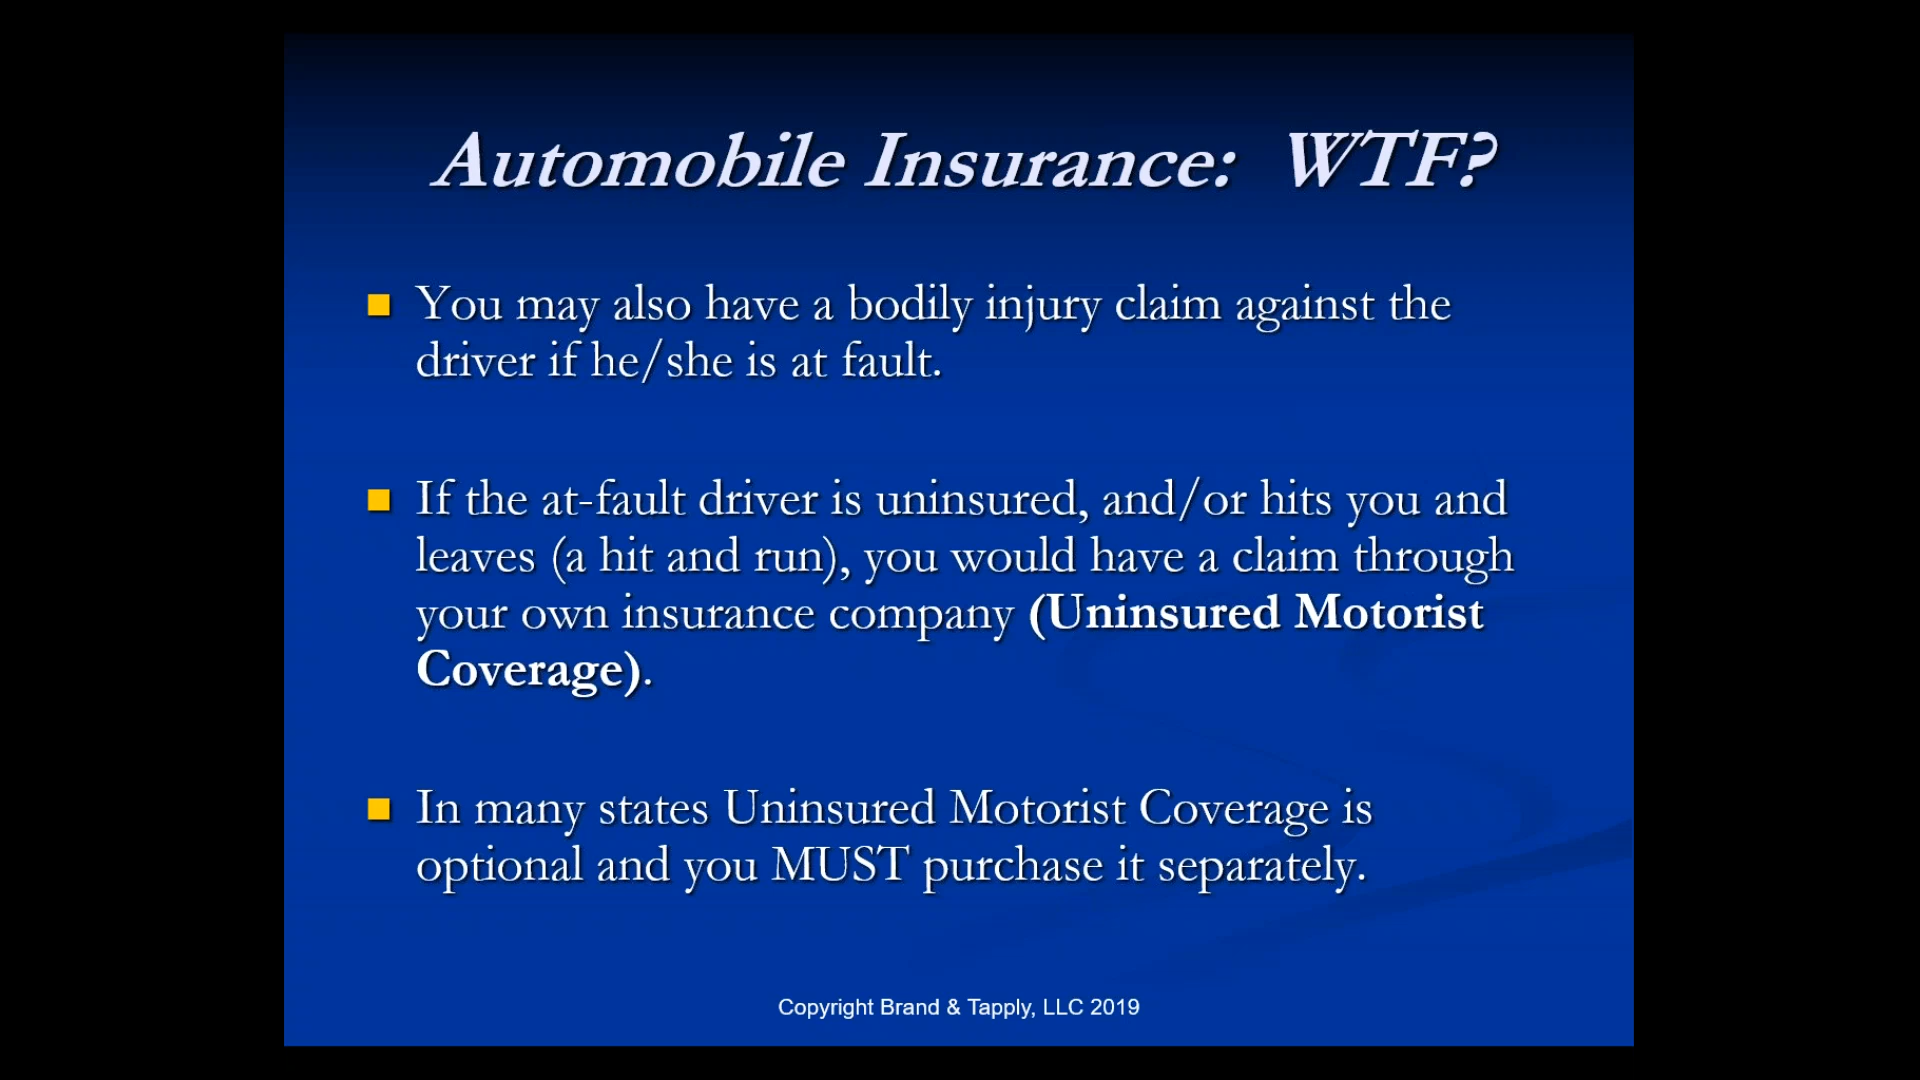 Automobile Insurance: WTF?
You may also have a bodily injury claim against the
driver if he/she is at fault.
If the at-fault driver is uninsured, and/or hits you and
leaves (a hit and run), you would have a claim through
your own insurance company (Uninsured Motorist
Coverage).
In many states Uninsured Motorist Coverage is
optional and you MUST purchase it separately.
Copyright Brand & Tapply, LLC 2019